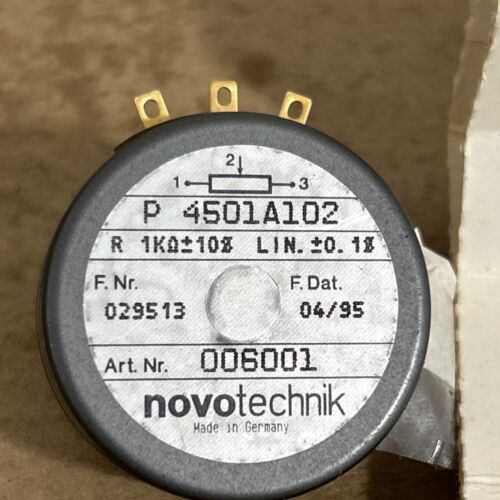 2
1 3
P 4501A102
R 1KΩ±10% LIN. ±0.1%
F. Nr. F. Dat.
029513 04/95
Art. Nr. 006001
novotechnik
Made in Germany